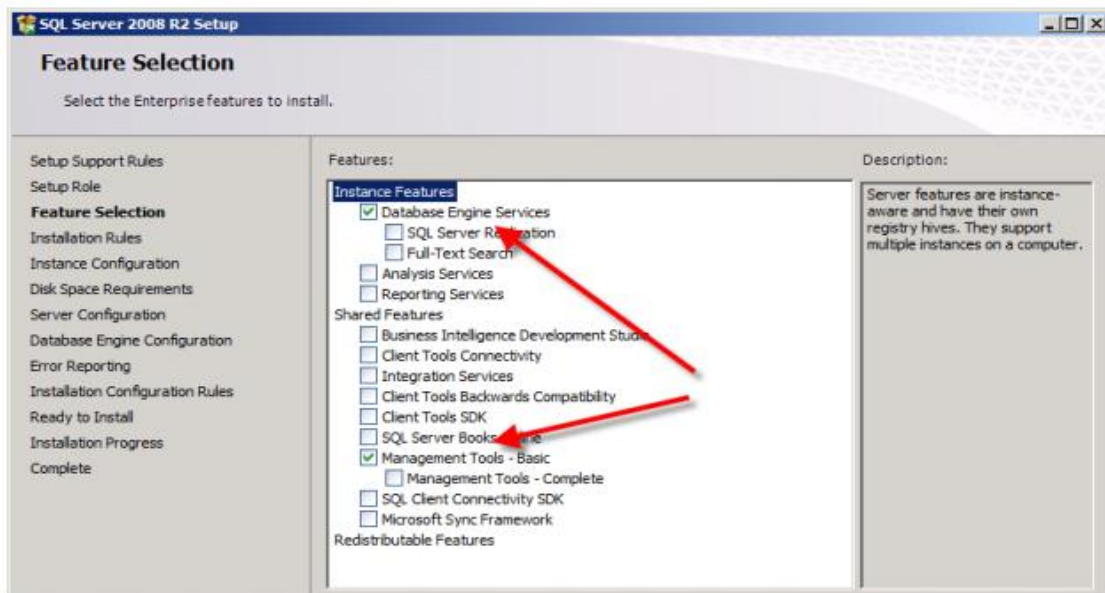 SQL Server 2008 R2 Setup
Feature Selection
Select the Enterprise features to install.
Setup Support Rules
Setup Role
Feature Selection
Installation Rules
Instance Configuration
Disk Space Requirements
Server Configuration
Database Engine Configuration
Error Reporting
Installation Configuration Rules
Ready to Install
Installation Progress
Complete
Features:
Instance Features
Database Engine Services
SQL Server Replication
Full-Text Search
Analysis Services
Reporting Services
Shared Features
Business Intelligence Development Studio
Client Tools Connectivity
Integration Services
Client Tools Backwards Compatibility
Client Tools SDK
SQL Server Books Online
Management Tools - Basic
Management Tools - Complete
SQL Client Connectivity SDK
Microsoft Sync Framework
Redistributable Features
Description:
Server features are instance-
aware and have their own
registry hives. They support
multiple instances on a computer.